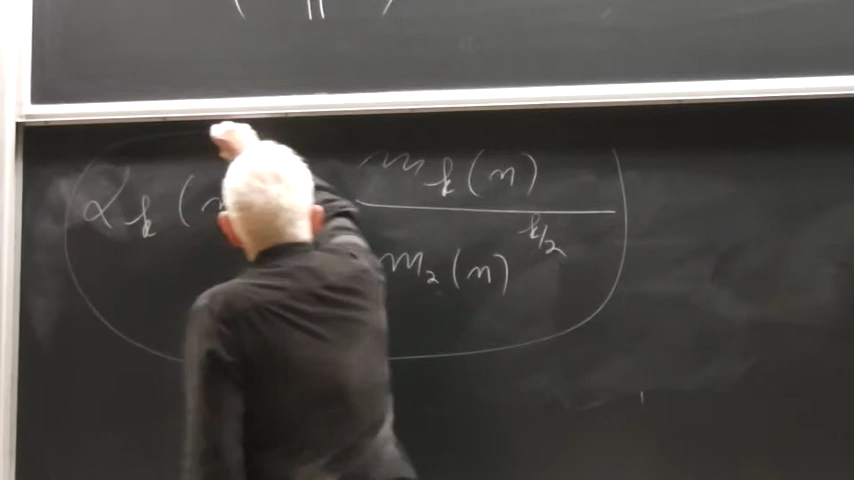 α_k (n m_k(n)
m_2(n)^{k/2}